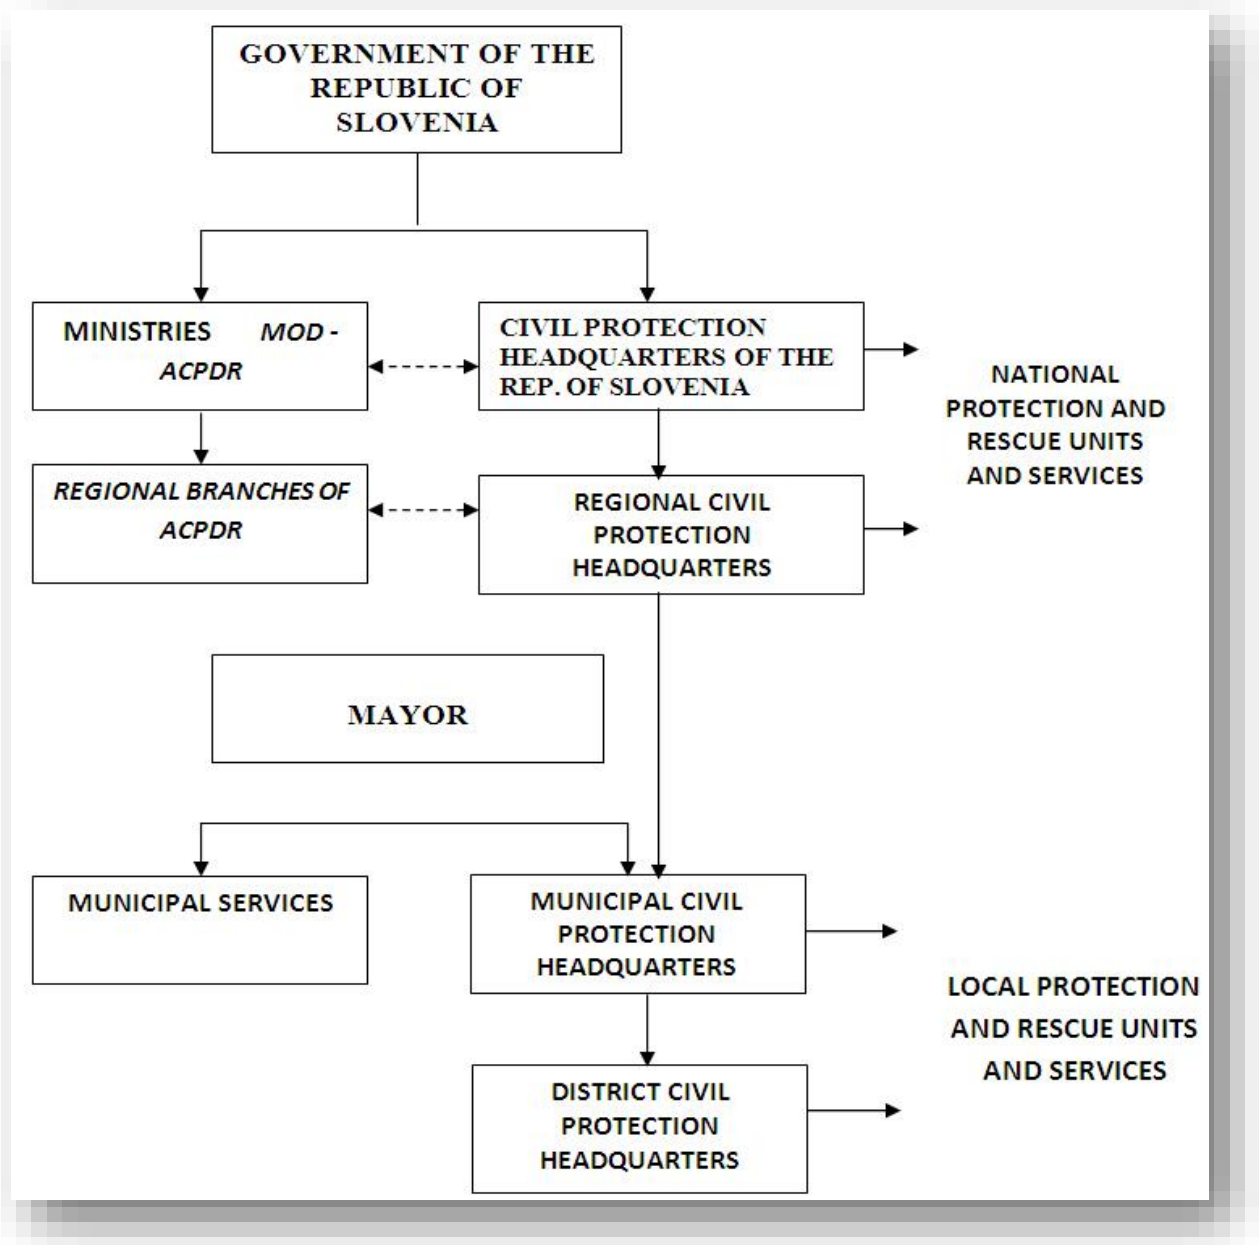 GOVERNMENT OF THE
REPUBLIC OF
SLOVENIA
MINISTRIES MOD -
ACPDR
CIVIL PROTECTION
HEADQUARTERS OF THE
REP. OF SLOVENIA
NATIONAL
PROTECTION AND
RESCUE UNITS
AND SERVICES
REGIONAL BRANCHES OF
ACPDR
REGIONAL CIVIL
PROTECTION
HEADQUARTERS
MAYOR
MUNICIPAL SERVICES
MUNICIPAL CIVIL
PROTECTION
HEADQUARTERS
LOCAL PROTECTION
AND RESCUE UNITS
AND SERVICES
DISTRICT CIVIL
PROTECTION
HEADQUARTERS